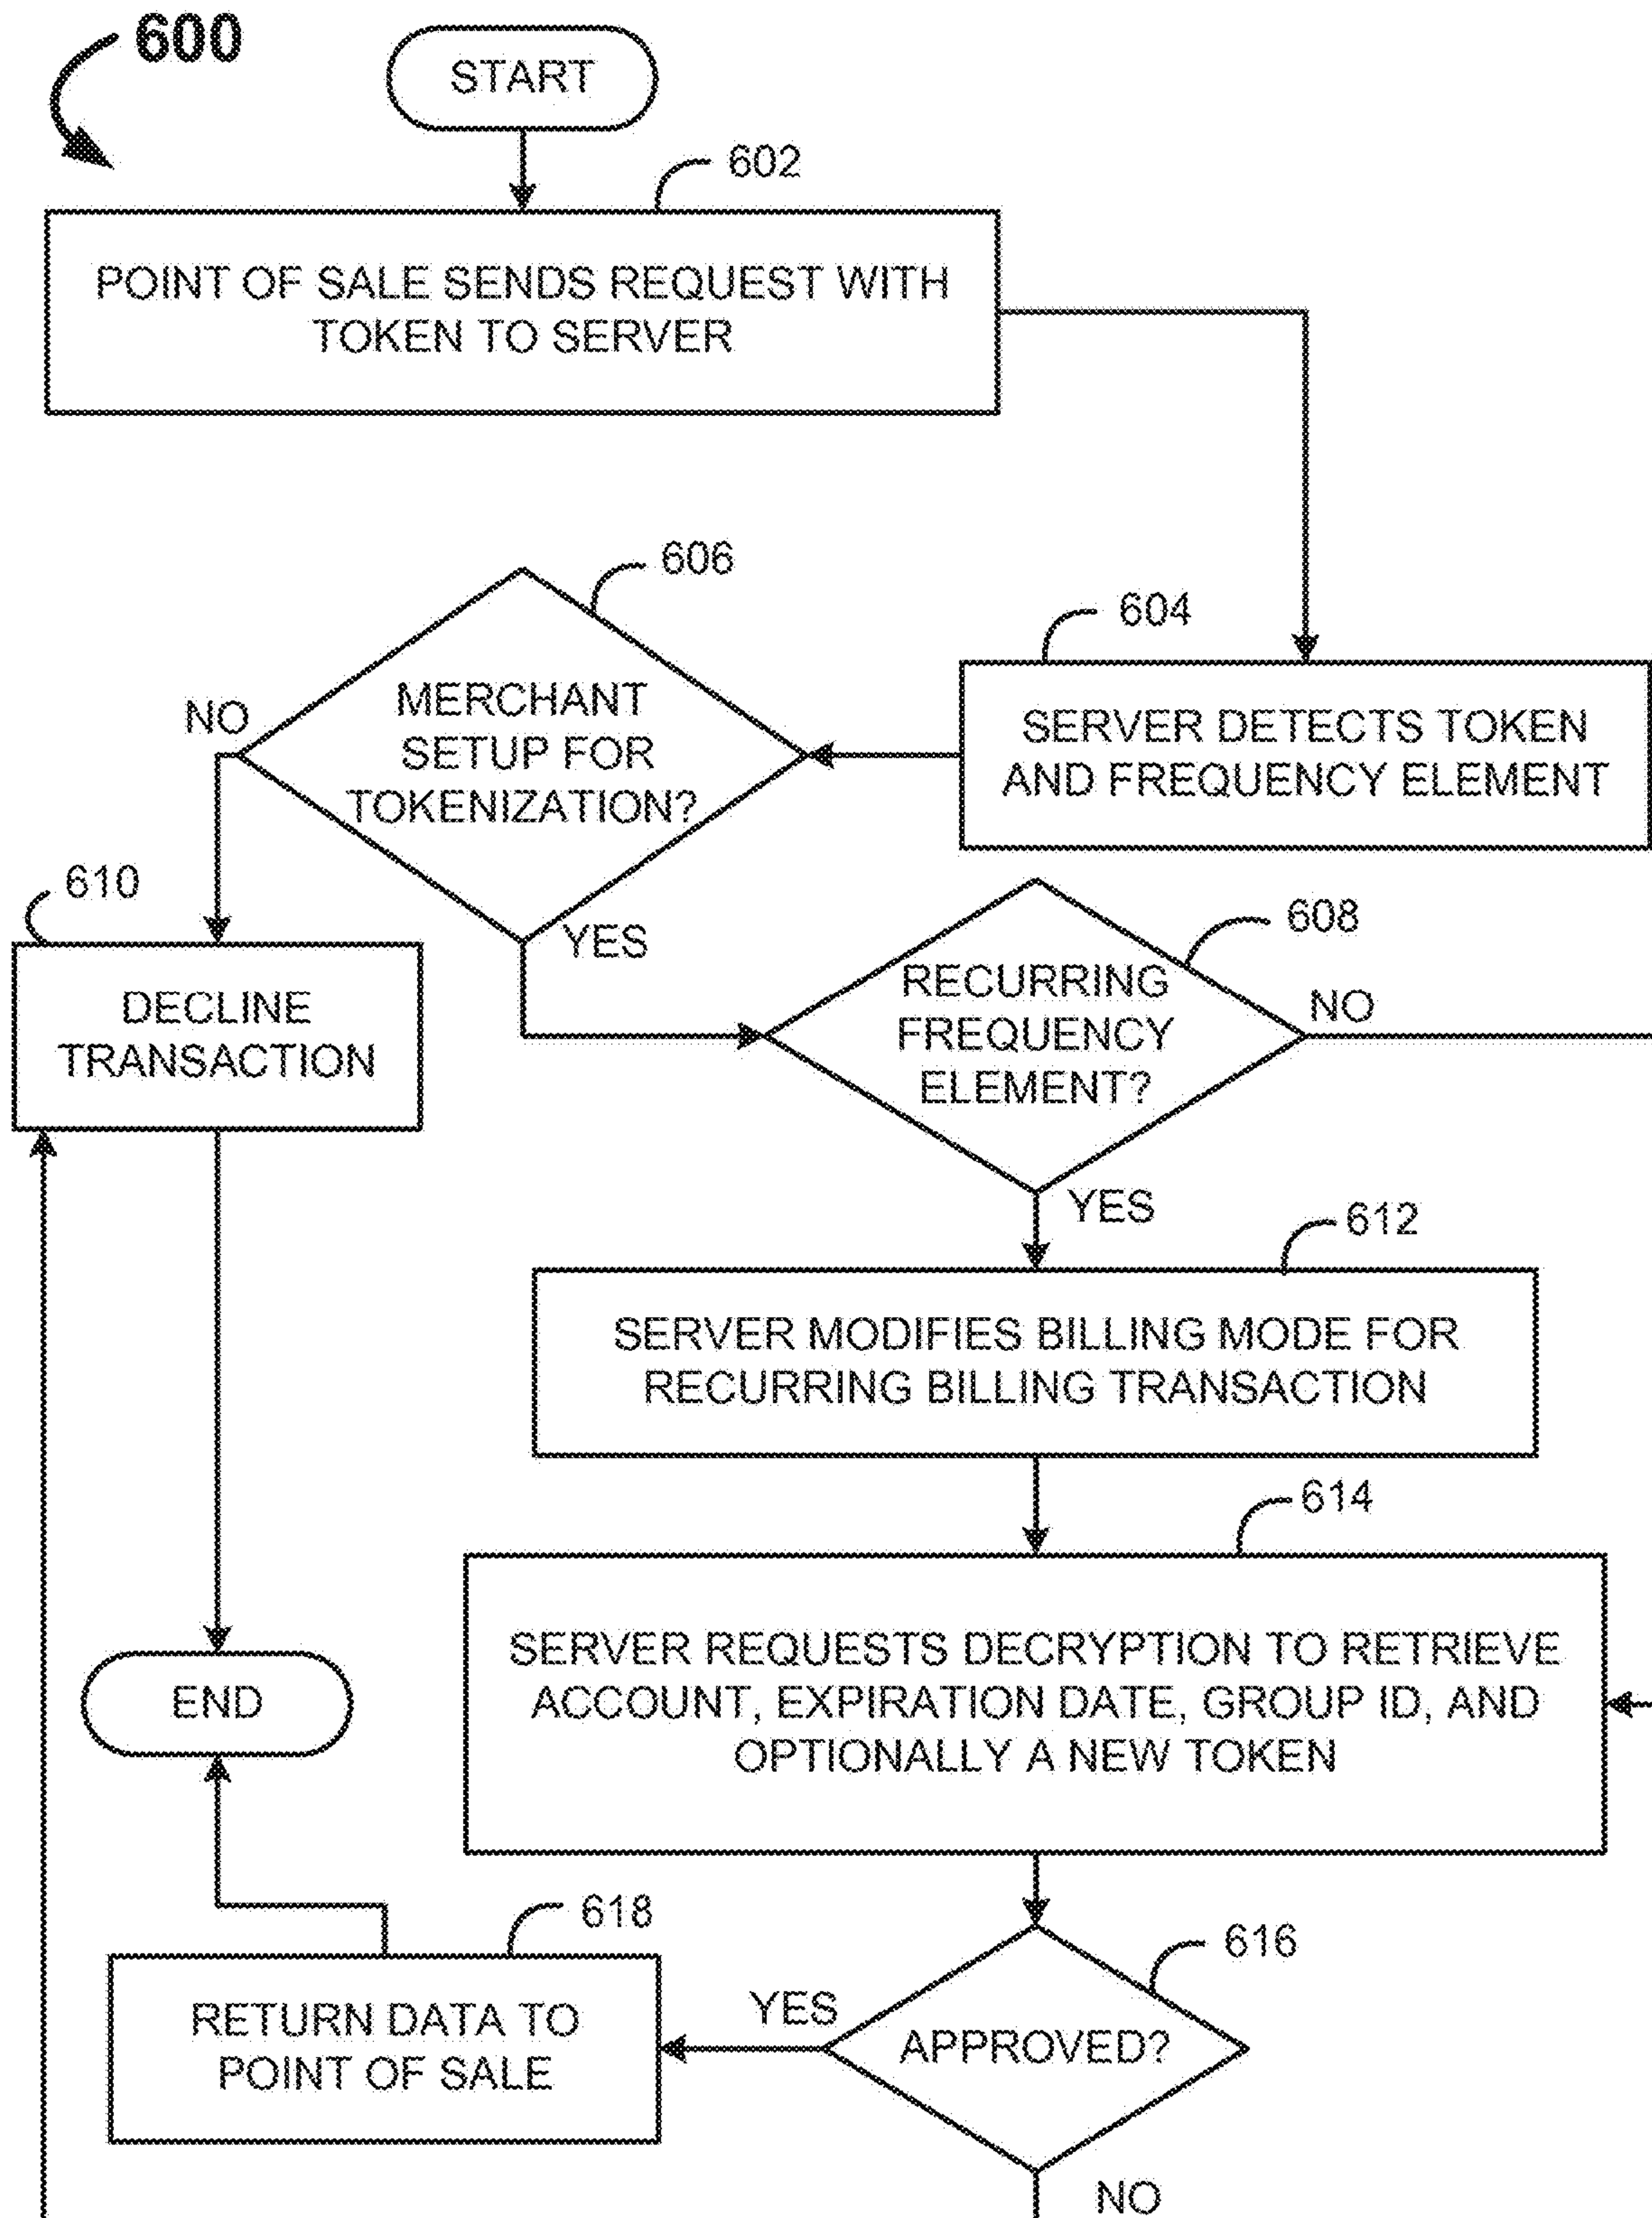 600
START
602
POINT OF SALE SENDS REQUEST WITH
TOKEN TO SERVER
606
604
MERCHANT
SETUP FOR
TOKENIZATION?
NO
SERVER DETECTS TOKEN
AND FREQUENCY ELEMENT
610
YES
608
DECLINE
TRANSACTION
RECURRING
FREQUENCY
ELEMENT?
NO
YES
612
SERVER MODIFIES BILLING MODE FOR
RECURRING BILLING TRANSACTION
614
SERVER REQUESTS DECRYPTION TO RETRIEVE
ACCOUNT, EXPIRATION DATE, GROUP ID, AND
OPTIONALLY A NEW TOKEN
END
618
616
RETURN DATA TO
POINT OF SALE
YES
APPROVED?
NO